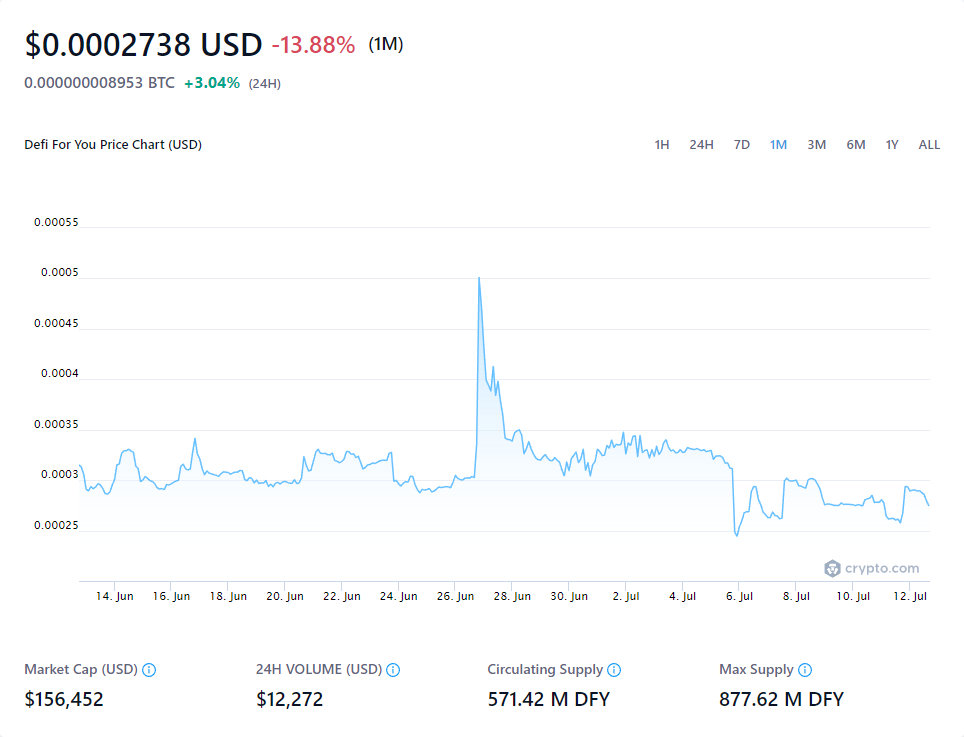 $0.0002738 USD -13.88% (1M)
0.000000008953 BTC +3.04% (24H)
Defi For You Price Chart (USD) 1H 24H 7D 1M 3M 6M 1Y ALL
0.00055
0.0005
0.00045
0.0004
0.00035
0.0003
0.00025
crypto.com
14. Jun 16. Jun 18. Jun 20. Jun 22. Jun 24. Jun 26. Jun 28. Jun 30. Jun 2. Jul 4. Jul 6. Jul 8. Jul 10. Jul 12. Jul
Market Cap (USD) 24H VOLUME (USD) Circulating Supply Max Supply
$156,452 $12,272 571.42 M DFY 877.62 M DFY